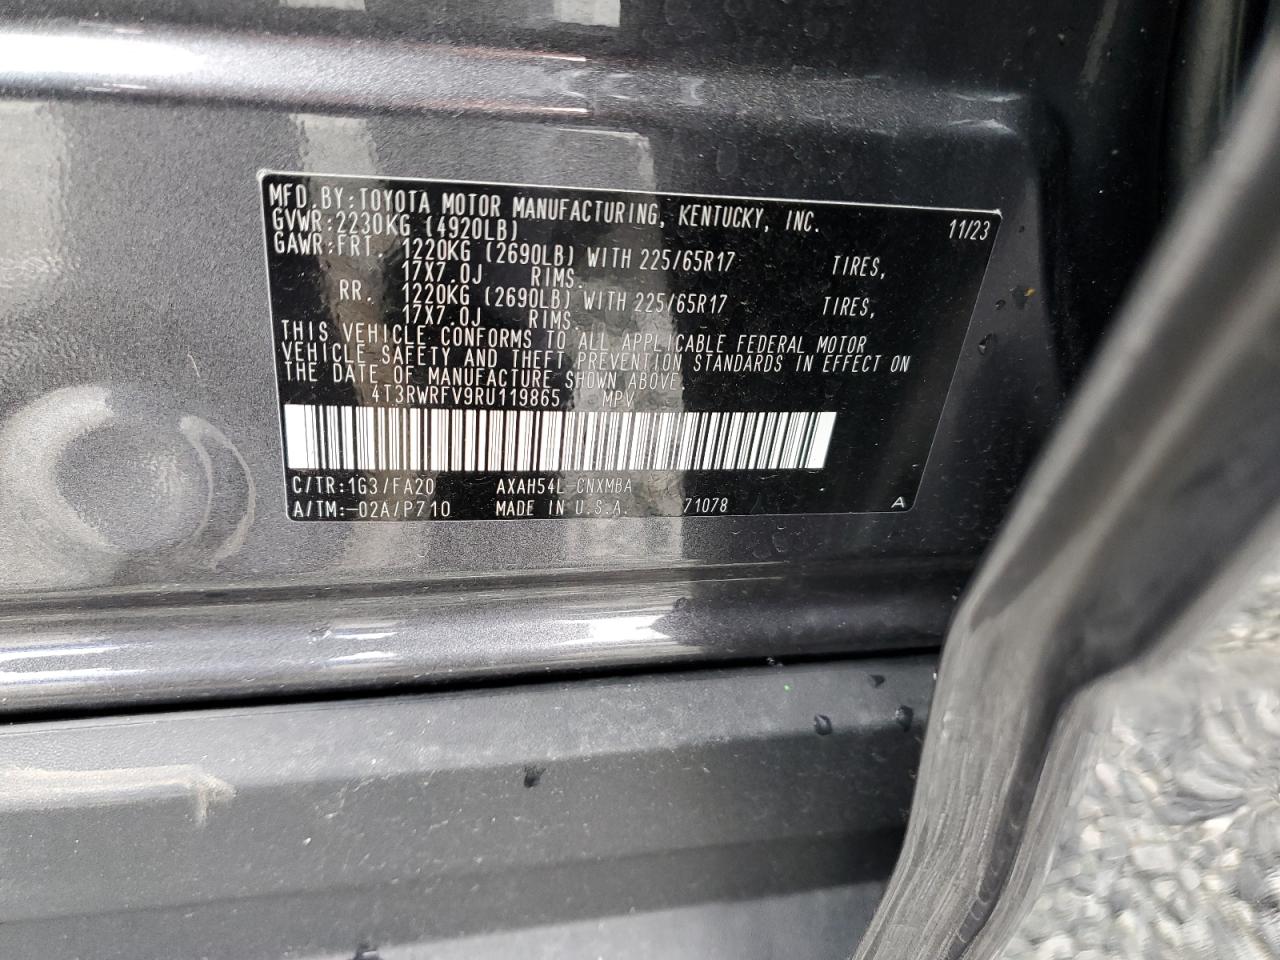 MFD. BY: TOYOTA MOTOR MANUFACTURING, KENTUCKY, INC. 11/23
GVWR: 2230KG (4920LB)
GAWR: FRT. 1220KG (2690LB) WITH 225/65R17 TIRES,
17X7.0J RIMS.
RR. 1220KG (2690LB) WITH 225/65R17 TIRES,
17X7.0J RIMS.
THIS VEHICLE CONFORMS TO ALL APPLICABLE FEDERAL MOTOR
VEHICLE SAFETY AND THEFT PREVENTION STANDARDS IN EFFECT ON
THE DATE OF MANUFACTURE SHOWN ABOVE.
4T3RWRFV9RU119865 MPV
C/TR: 1G3/FA20 AXAH54L-CNXMBA
A/TM: -02A/P710 MADE IN U.S.A. 71078 A